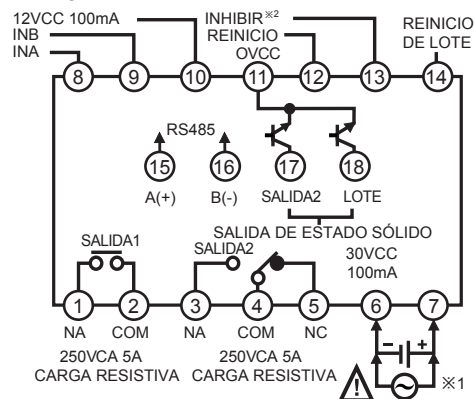 12VCC 100mA
INB
INA
INHIBIR※2
REINICIO
OVCC
REINICIO
DE LOTE
8 9 10 11 12 13 14
RS485
15 16 17 18
A(+) B(-) SALIDA2 LOTE
SALIDA DE ESTADO SÓLIDO
30VCC
100mA
SALIDA1
SALIDA2
1 2 3 4 5 6 7
NA COM NA COM NC
250VCA 5A 250VCA 5A
CARGA RESISTIVA CARGA RESISTIVA
− +
! ※1